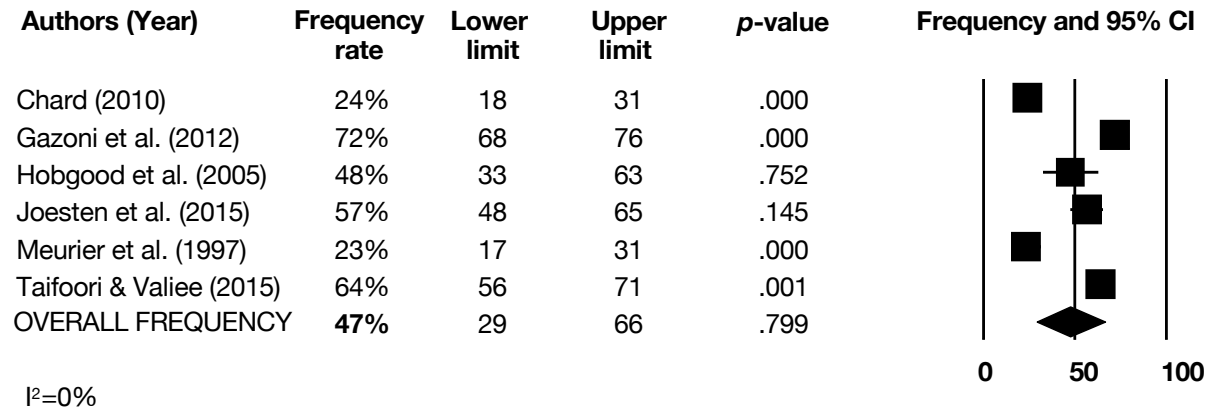 Authors (Year) Frequency rate Lower limit Upper limit p-value Frequency and 95% CI
Chard (2010) 24% 18 31 .000
Gazoni et al. (2012) 72% 68 76 .000
Hobgood et al. (2005) 48% 33 63 .752
Joesten et al. (2015) 57% 48 65 .145
Meurier et al. (1997) 23% 17 31 .000
Taifoori & Valiee (2015) 64% 56 71 .001
OVERALL FREQUENCY 47% 29 66 .799
0 50 100
I²=0%